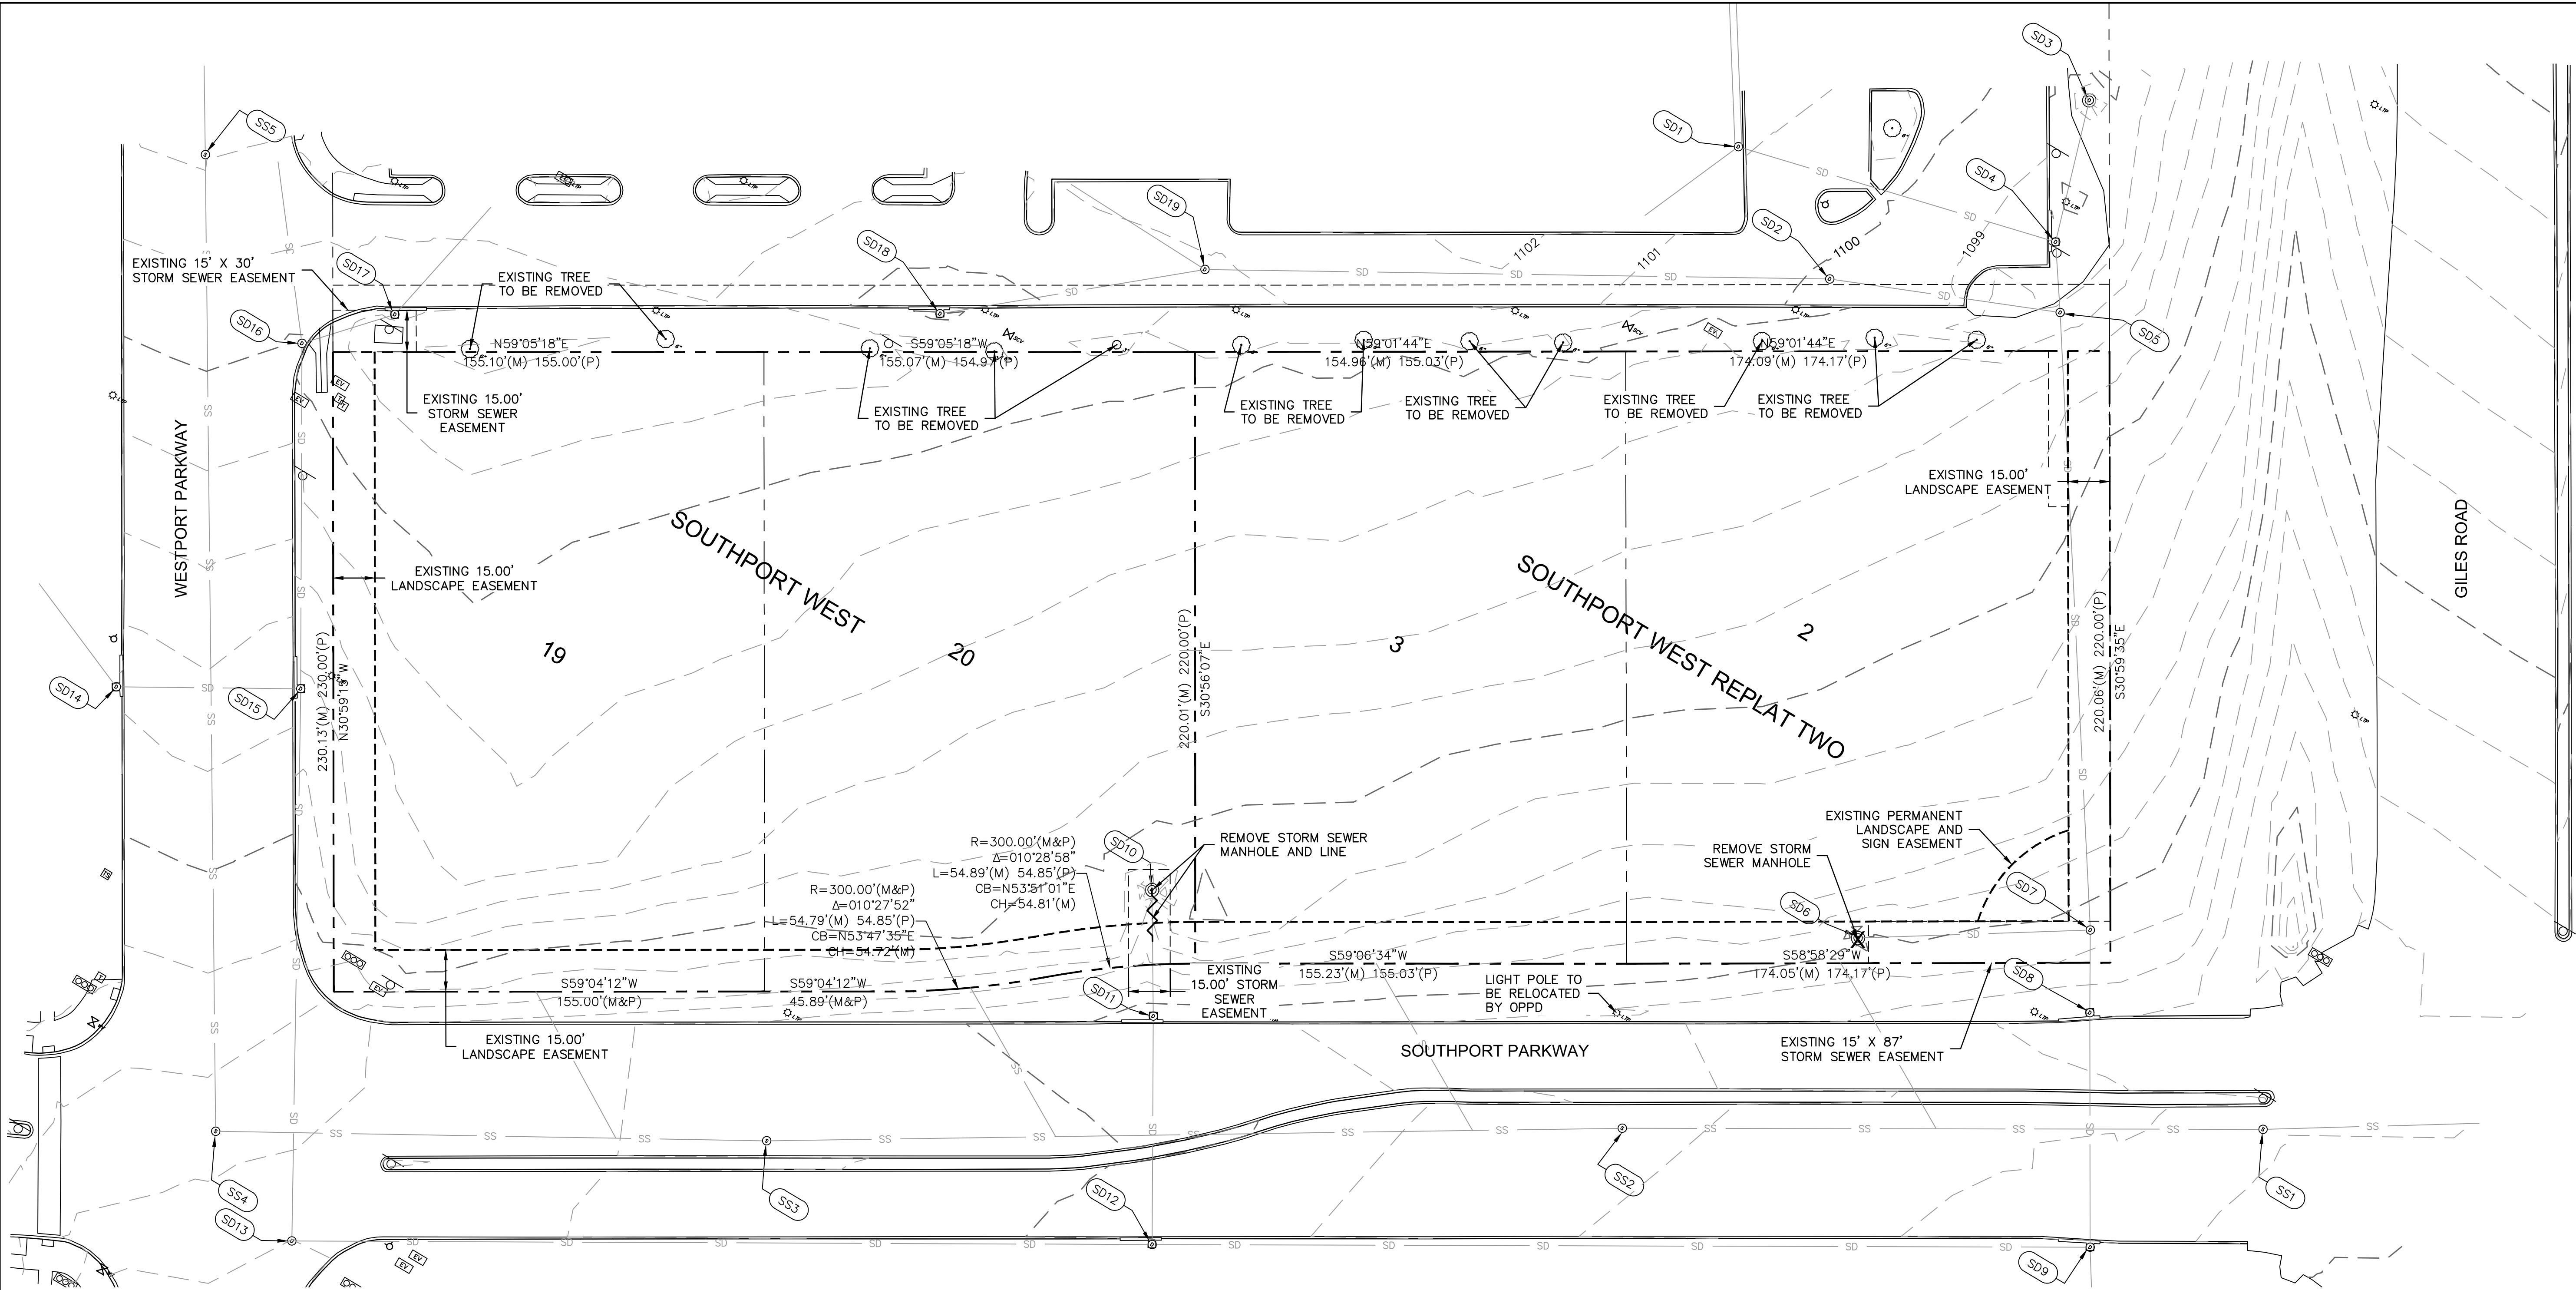 SD3
SS5
SD1
SD4
SD19
SD2
SD18
1102
1101
1100
1099
EXISTING 15' X 30'
STORM SEWER EASEMENT
SD17
EXISTING TREE
TO BE REMOVED
SD16
SD5
N59°05'18"E
155.10'(M) 155.00'(P)
S59°05'18"W
155.07'(M) 154.97'(P)
N59°01'44"E
154.96'(M) 155.03'(P)
N59°01'44"E
174.09'(M) 174.17'(P)
EXISTING 15.00'
STORM SEWER
EASEMENT
EXISTING TREE
TO BE REMOVED
EXISTING TREE
TO BE REMOVED
EXISTING TREE
TO BE REMOVED
EXISTING TREE
TO BE REMOVED
EXISTING TREE
TO BE REMOVED
WESTPORT PARKWAY
EXISTING 15.00'
LANDSCAPE EASEMENT
GILES ROAD
SOUTHPORT WEST
SOUTHPORT WEST REPLAT TWO
EXISTING 15.00'
LANDSCAPE EASEMENT
19
20
3
2
230.13'(M) 230.00'(P)
N30°59'15"W
220.01'(M) 220.00'(P)
S30°56'07"E
220.06'(M) 220.00'(P)
S30°59'35"E
SD14
SD15
R=300.00'(M&P)
Δ=010°28'58"
L=54.89'(M) 54.85'(P)
CB=N53°51'01"E
CH=54.81'(M)
SD10
REMOVE STORM SEWER
MANHOLE AND LINE
REMOVE STORM
SEWER MANHOLE
EXISTING PERMANENT
LANDSCAPE AND
SIGN EASEMENT
R=300.00'(M&P)
Δ=010°27'52"
L=54.79'(M) 54.85'(P)
CB=N53°47'35"E
CH=54.72'(M)
SD6
SD7
S59°04'12"W
155.00'(M&P)
S59°04'12"W
45.89'(M&P)
SD11
EXISTING
15.00' STORM
SEWER
EASEMENT
S59°06'34"W
155.23'(M) 155.03'(P)
LIGHT POLE TO
BE RELOCATED
BY OPPD
S58°58'29"W
174.05'(M) 174.17'(P)
SD8
EXISTING 15.00'
LANDSCAPE EASEMENT
SOUTHPORT PARKWAY
EXISTING 15' X 87'
STORM SEWER EASEMENT
SS4
SS3
SD12
SS2
SS1
SD13
SD9